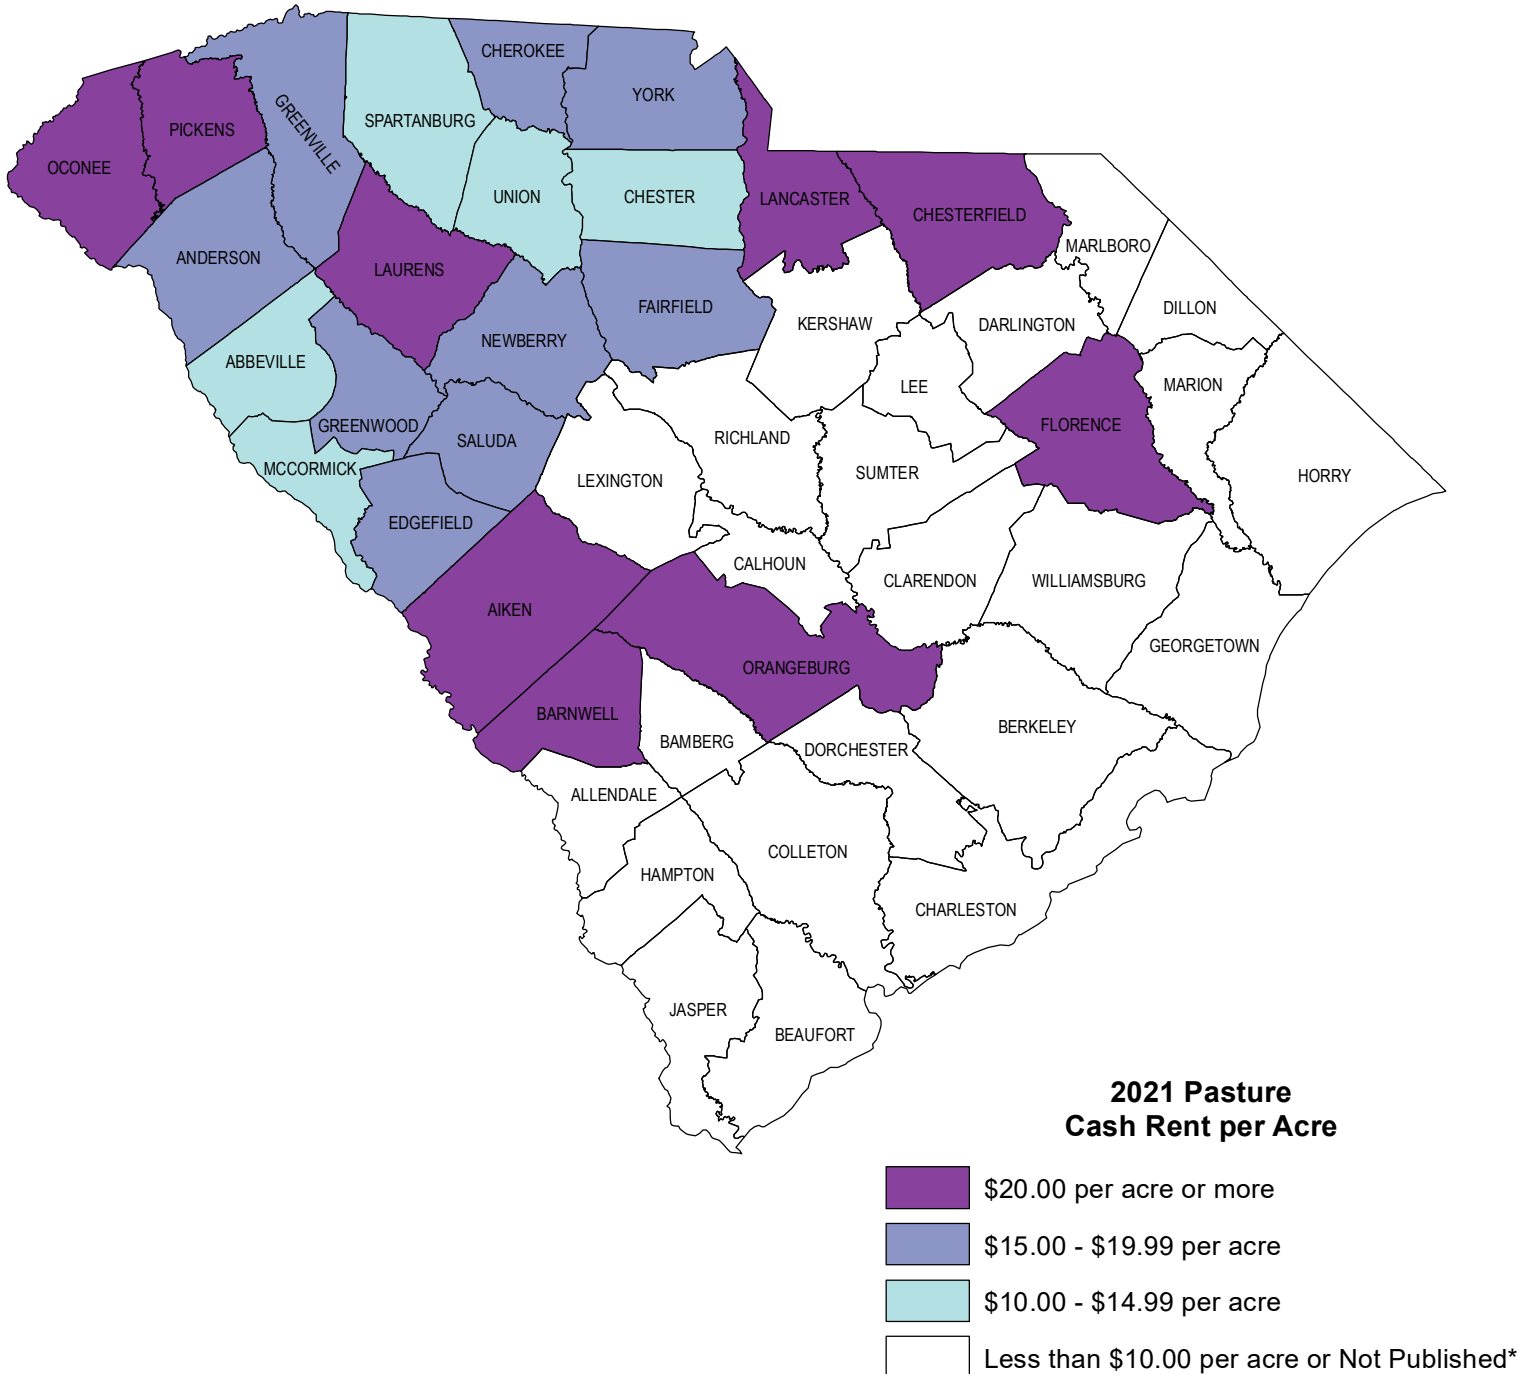 CHEROKEE
YORK
GREENVILLE
SPARTANBURG
PICKENS
OCONEE
UNION
CHESTER
LANCASTER
CHESTERFIELD
MARLBORO
ANDERSON
LAURENS
FAIRFIELD
DILLON
KERSHAW
DARLINGTON
NEWBERRY
ABBEVILLE
LEE
MARION
GREENWOOD
FLORENCE
SALUDA
RICHLAND
MCCORMICK
SUMTER
HORRY
LEXINGTON
EDGEFIELD
CALHOUN
CLARENDON
WILLIAMSBURG
AIKEN
GEORGETOWN
ORANGEBURG
BARNWELL
BERKELEY
BAMBERG
DORCHESTER
ALLENDALE
COLLETON
HAMPTON
CHARLESTON
JASPER
BEAUFORT
2021 Pasture
Cash Rent per Acre
$20.00 per acre or more
$15.00 - $19.99 per acre
$10.00 - $14.99 per acre
Less than $10.00 per acre or Not Published*